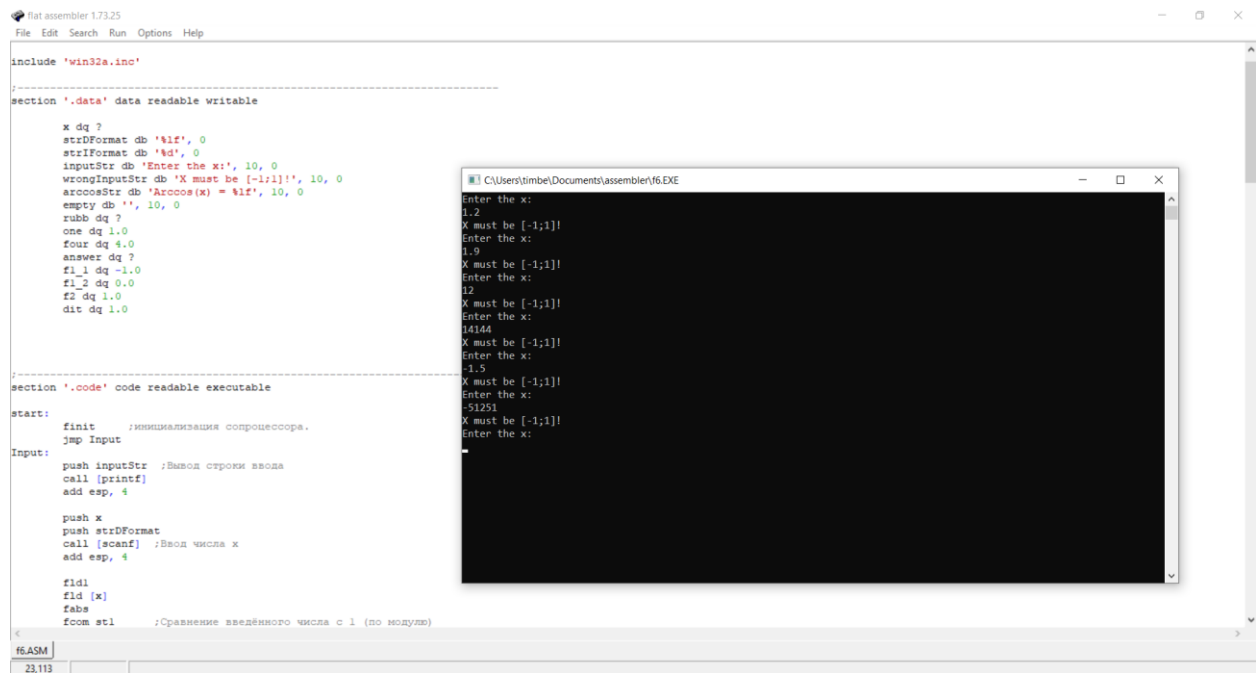 flat assembler 1.73.25
File Edit Search Run Options Help
include 'win32a.inc'
;---------------------------------------------------------------------------
section '.data' data readable writable
x dq ?
strDFormat db '%lf', 0
strIFormat db '%d', 0
inputStr db 'Enter the x:', 10, 0
wrongInputStr db 'X must be [-1;1]!', 10, 0
arccosStr db 'Arccos(x) = %lf', 10, 0
empty db '', 10, 0
rubb dq ?
one dq 1.0
four dq 4.0
answer dq ?
f1_1 dq -1.0
f1_2 dq 0.0
f2 dq 1.0
dit dq 1.0
;---------------------------------------------------------------------------
section '.code' code readable executable
start:
finit ;инициализация сопроцессора.
jmp Input
Input:
push inputStr ;Вывод строки ввода
call [printf]
add esp, 4
push x
push strDFormat
call [scanf] ;Ввод числа x
add esp, 4
fld1
fld [x]
fabs
fcom st1 ;Сравнение введённого числа с 1 (по модулю)
f6.ASM
23,113
C:\Users\timbe\Documents\assembler\f6.EXE
Enter the x:
1.2
X must be [-1;1]!
Enter the x:
1.9
X must be [-1;1]!
Enter the x:
12
X must be [-1;1]!
Enter the x:
14144
X must be [-1;1]!
Enter the x:
-1.5
X must be [-1;1]!
Enter the x:
-51251
X must be [-1;1]!
Enter the x: